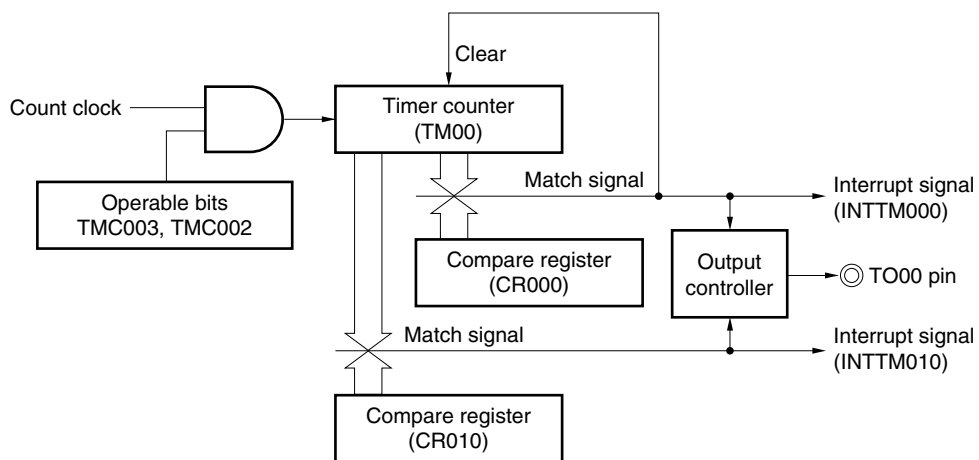 Clear
Count clock
Timer counter
(TM00)
Operable bits
TMC003, TMC002
Match signal
Interrupt signal
(INTTM000)
Compare register
(CR000)
Output
controller
TO00 pin
Match signal
Interrupt signal
(INTTM010)
Compare register
(CR010)